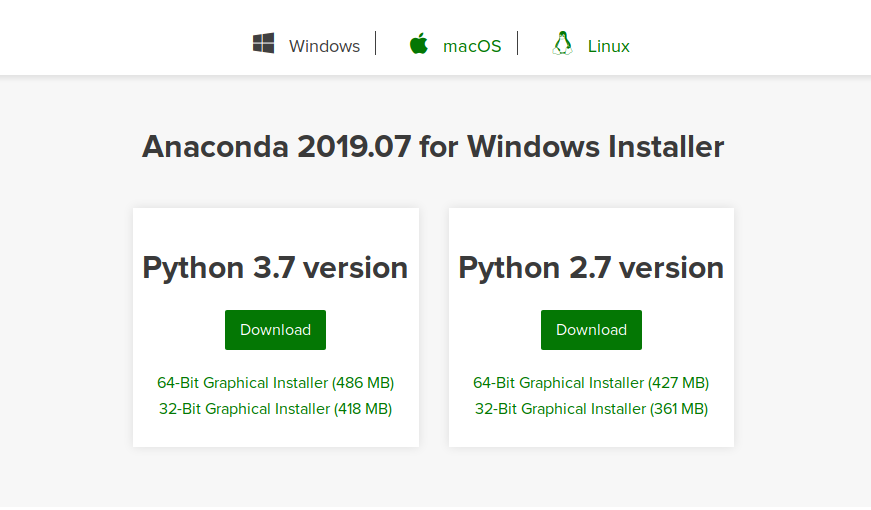 Windows macOS Linux
Anaconda 2019.07 for Windows Installer
Python 3.7 version
Download
64-Bit Graphical Installer (486 MB)
32-Bit Graphical Installer (418 MB)
Python 2.7 version
Download
64-Bit Graphical Installer (427 MB)
32-Bit Graphical Installer (361 MB)